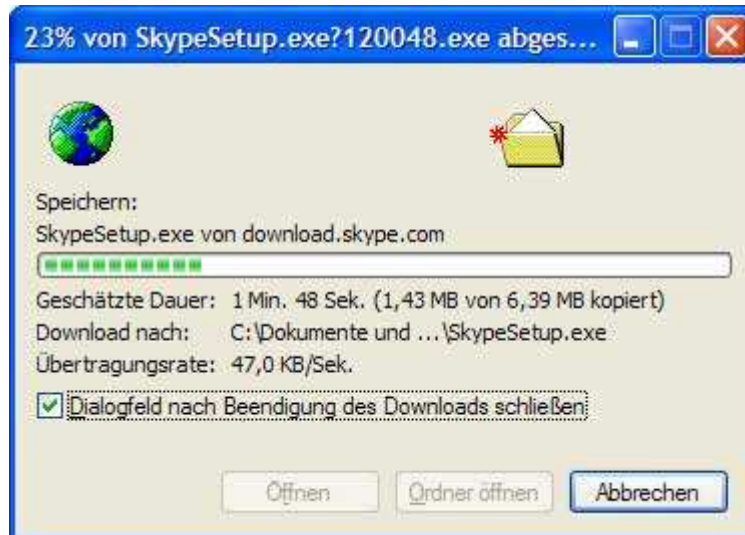 23% von SkypeSetup.exe?120048.exe abges...
Speichern:
SkypeSetup.exe von download.skype.com
Geschätzte Dauer: 1 Min. 48 Sek. (1,43 MB von 6,39 MB kopiert)
Download nach: C:\Dokumente und ...\SkypeSetup.exe
Übertragungsrate: 47,0 KB/Sek.
Dialogfeld nach Beendigung des Downloads schließen
Öffnen Ordner öffnen Abbrechen